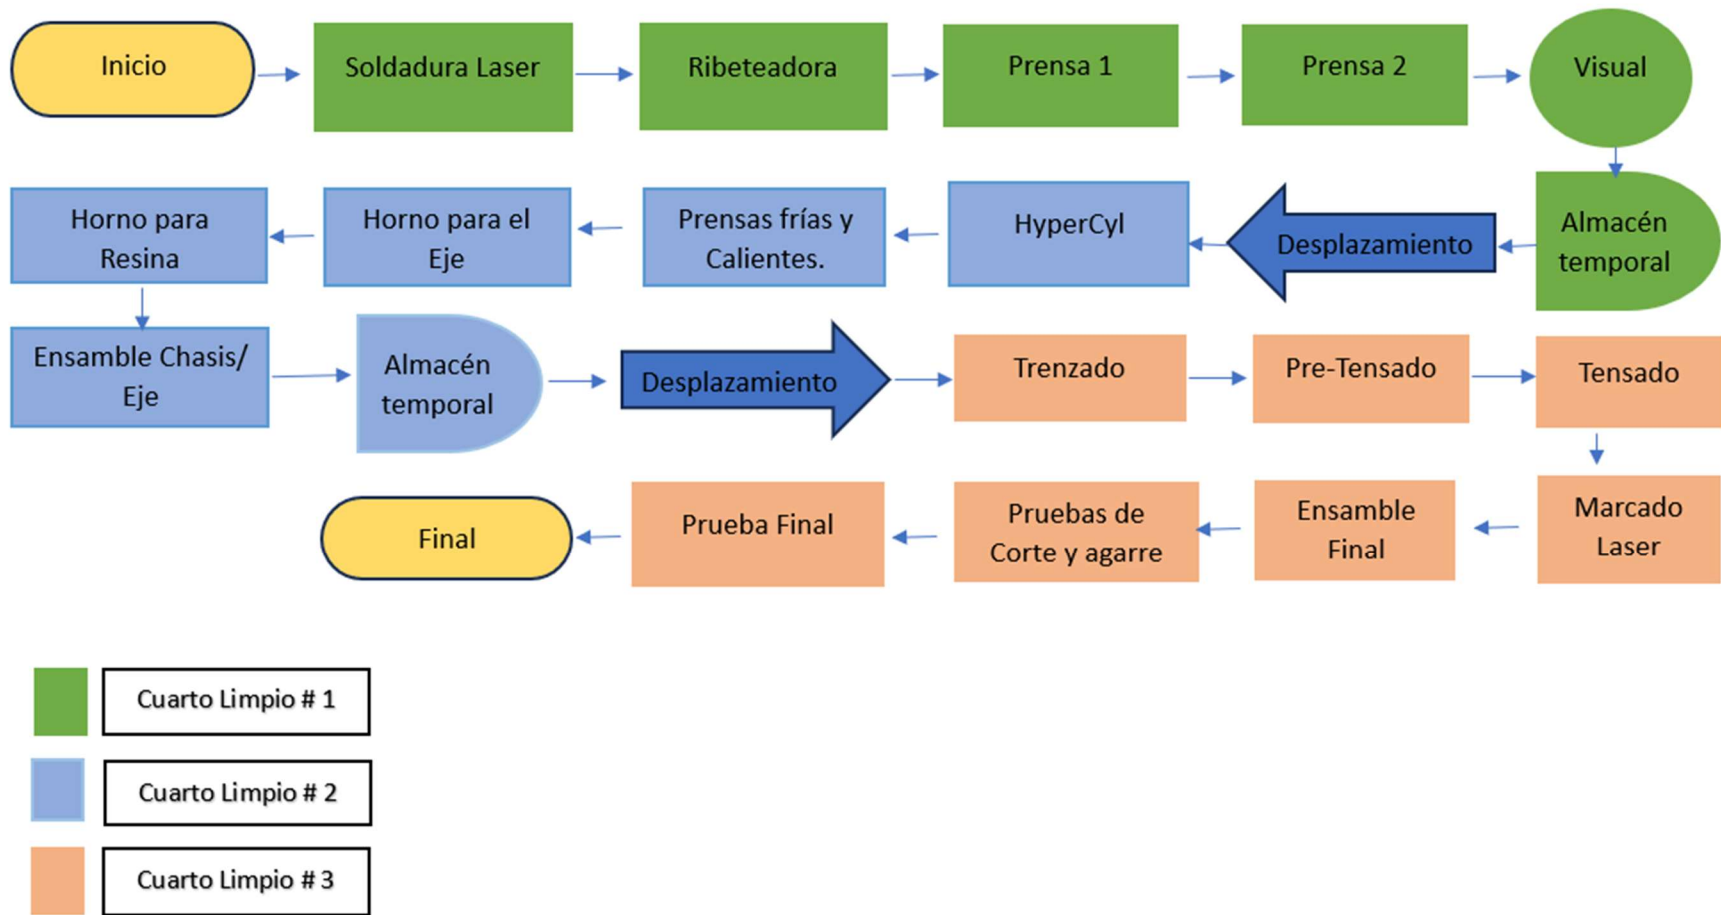 Inicio
Soldadura Laser
Ribeteadora
Prensa 1
Prensa 2
Visual
Almacén
temporal
Desplazamiento
HyperCyl
Prensas frías y
Calientes.
Horno para el
Eje
Horno para
Resina
Ensamble Chasis/
Eje
Almacén
temporal
Desplazamiento
Trenzado
Pre-Tensado
Tensado
Marcado
Laser
Ensamble
Final
Pruebas de
Corte y agarre
Prueba Final
Final
Cuarto Limpio # 1
Cuarto Limpio # 2
Cuarto Limpio # 3